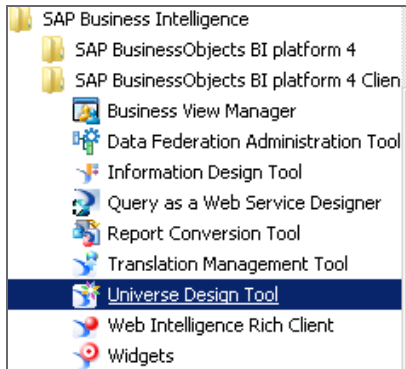 SAP Business Intelligence
SAP BusinessObjects BI platform 4
SAP BusinessObjects BI platform 4 Clien
Business View Manager
Data Federation Administration Tool
Information Design Tool
Query as a Web Service Designer
Report Conversion Tool
Translation Management Tool
Universe Design Tool
Web Intelligence Rich Client
Widgets